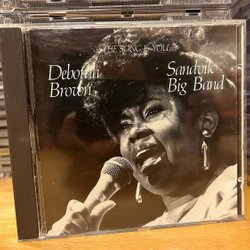 "THE SONG IS YOU"
Deborah Brown
Sandvik Big Band